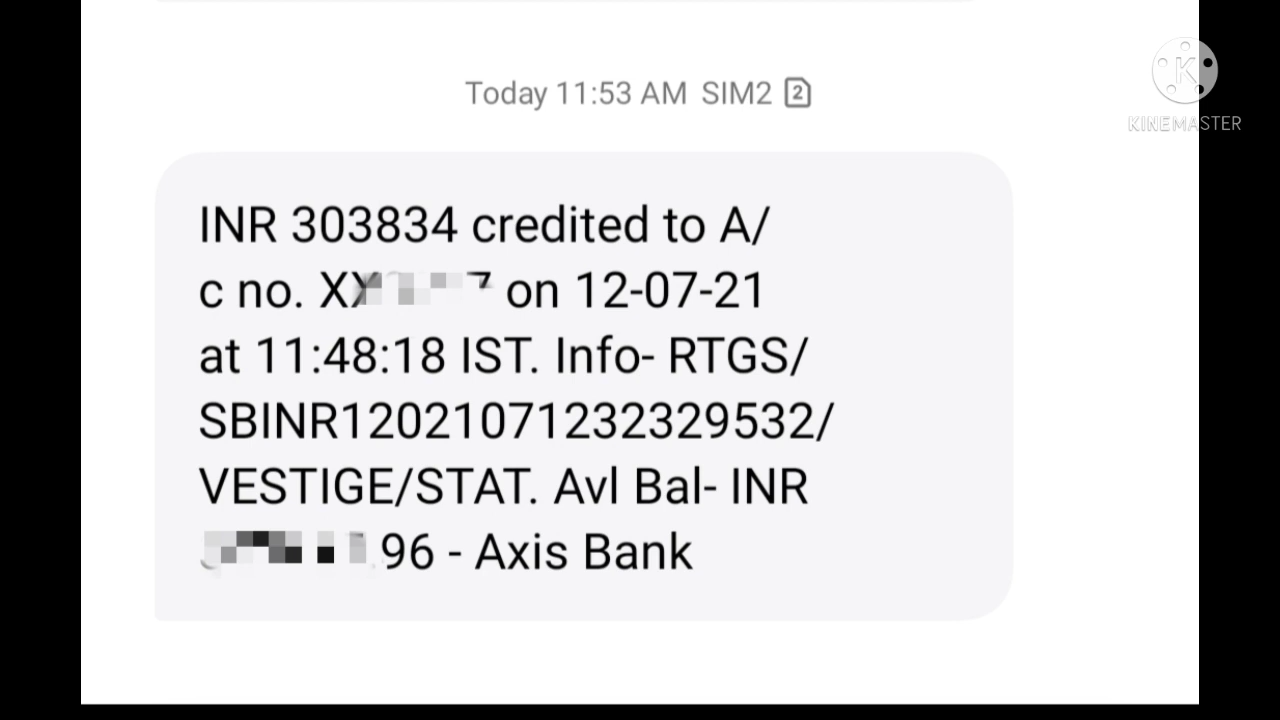 Today 11:53 AM SIM2 2
K
KINEMASTER
INR 303834 credited to A/
c no. XX on 12-07-21
at 11:48:18 IST. Info- RTGS/
SBINR12021071232329532/
VESTIGE/STAT. Avl Bal- INR
.96 - Axis Bank